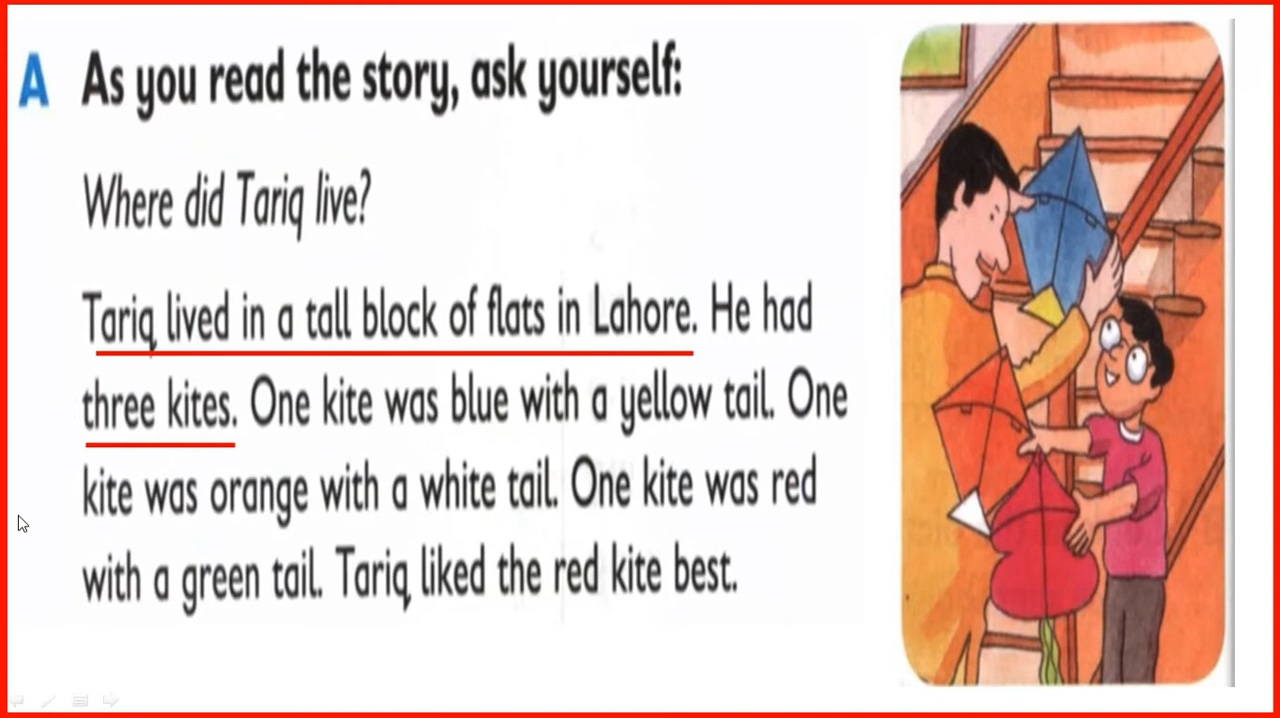 A As you read the story, ask yourself:
Where did Tariq live?
Tariq lived in a tall block of flats in Lahore. He had
three kites. One kite was blue with a yellow tail. One
kite was orange with a white tail. One kite was red
with a green tail. Tariq liked the red kite best.